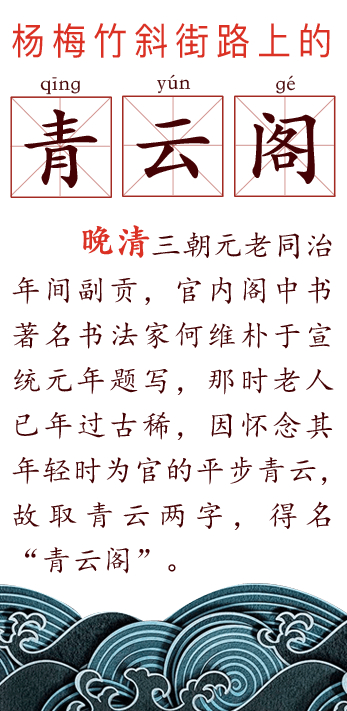 杨梅竹斜街路上的
qīng yún gé
青云阁
晚清三朝元老同治
年间副贡，官内阁中书
著名书法家何维朴于宣
统元年题写，那时老人
已年过古稀，因怀念其
年轻时为官的平步青云，
故取青云两字，得名
“青云阁”。